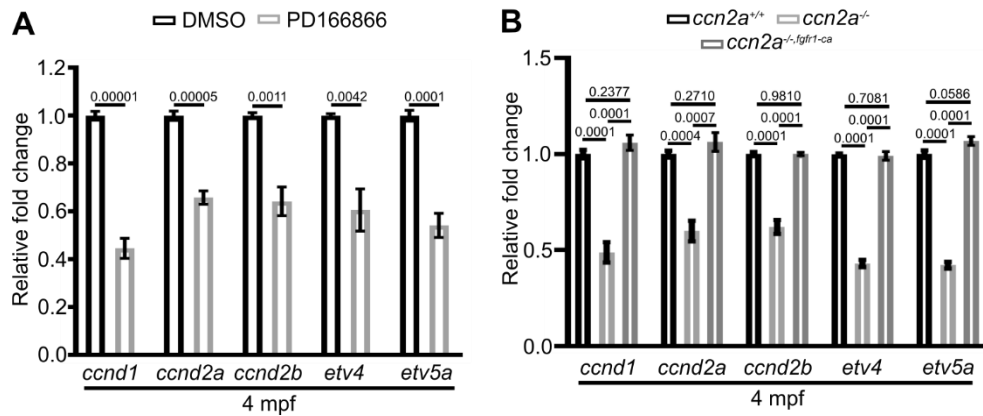 A
DMSO PD166866
Relative fold change
1.2
1.0
0.8
0.6
0.4
0.2
0.0
0.00001 0.00005 0.0011 0.0042 0.0001
ccnd1 ccnd2a ccnd2b etv4 etv5a
4 mpf
B
ccn2a+/+ ccn2a-/-
ccn2a-/-,fgfr1-ca
Relative fold change
1.5
1.0
0.5
0.0
0.2377 0.2710 0.9810 0.7081 0.0586
0.0001 0.0007 0.0001 0.0001 0.0001
0.0001 0.0004 0.0001 0.0001 0.0001
ccnd1 ccnd2a ccnd2b etv4 etv5a
4 mpf